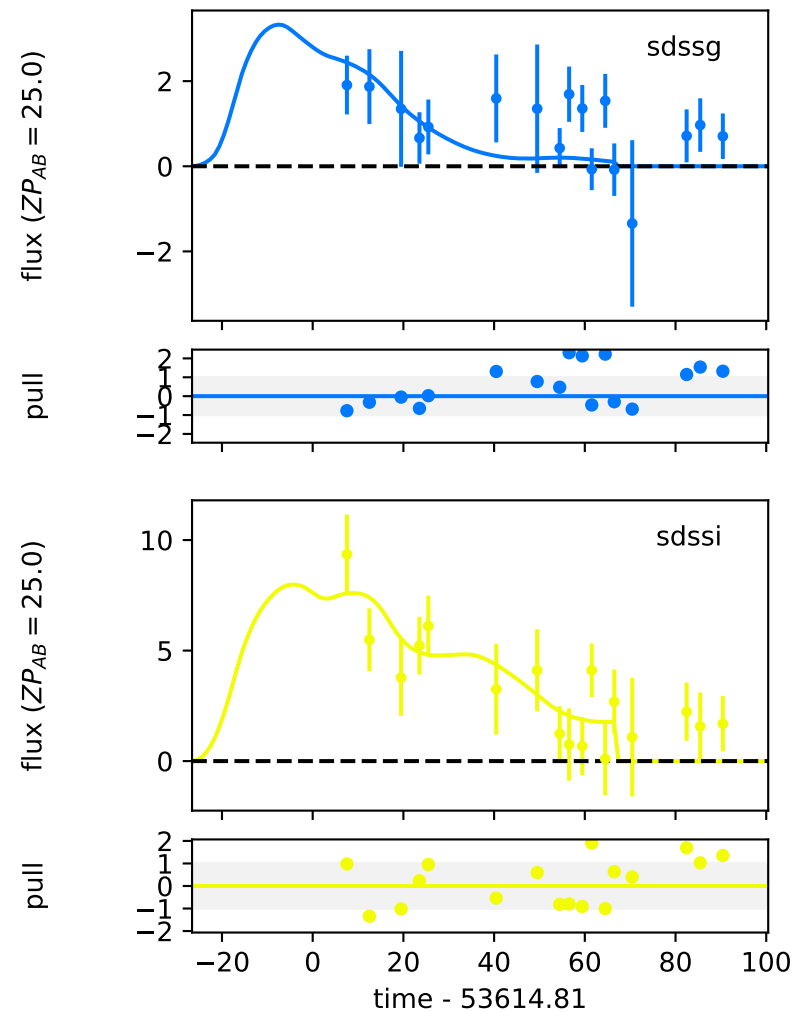 sdssg
flux (ZP_AB = 25.0)
2
0
−2
pull
2
1
0
−1
−2
sdssi
flux (ZP_AB = 25.0)
10
5
0
pull
2
1
0
−1
−2
−20 0 20 40 60 80 100
time - 53614.81